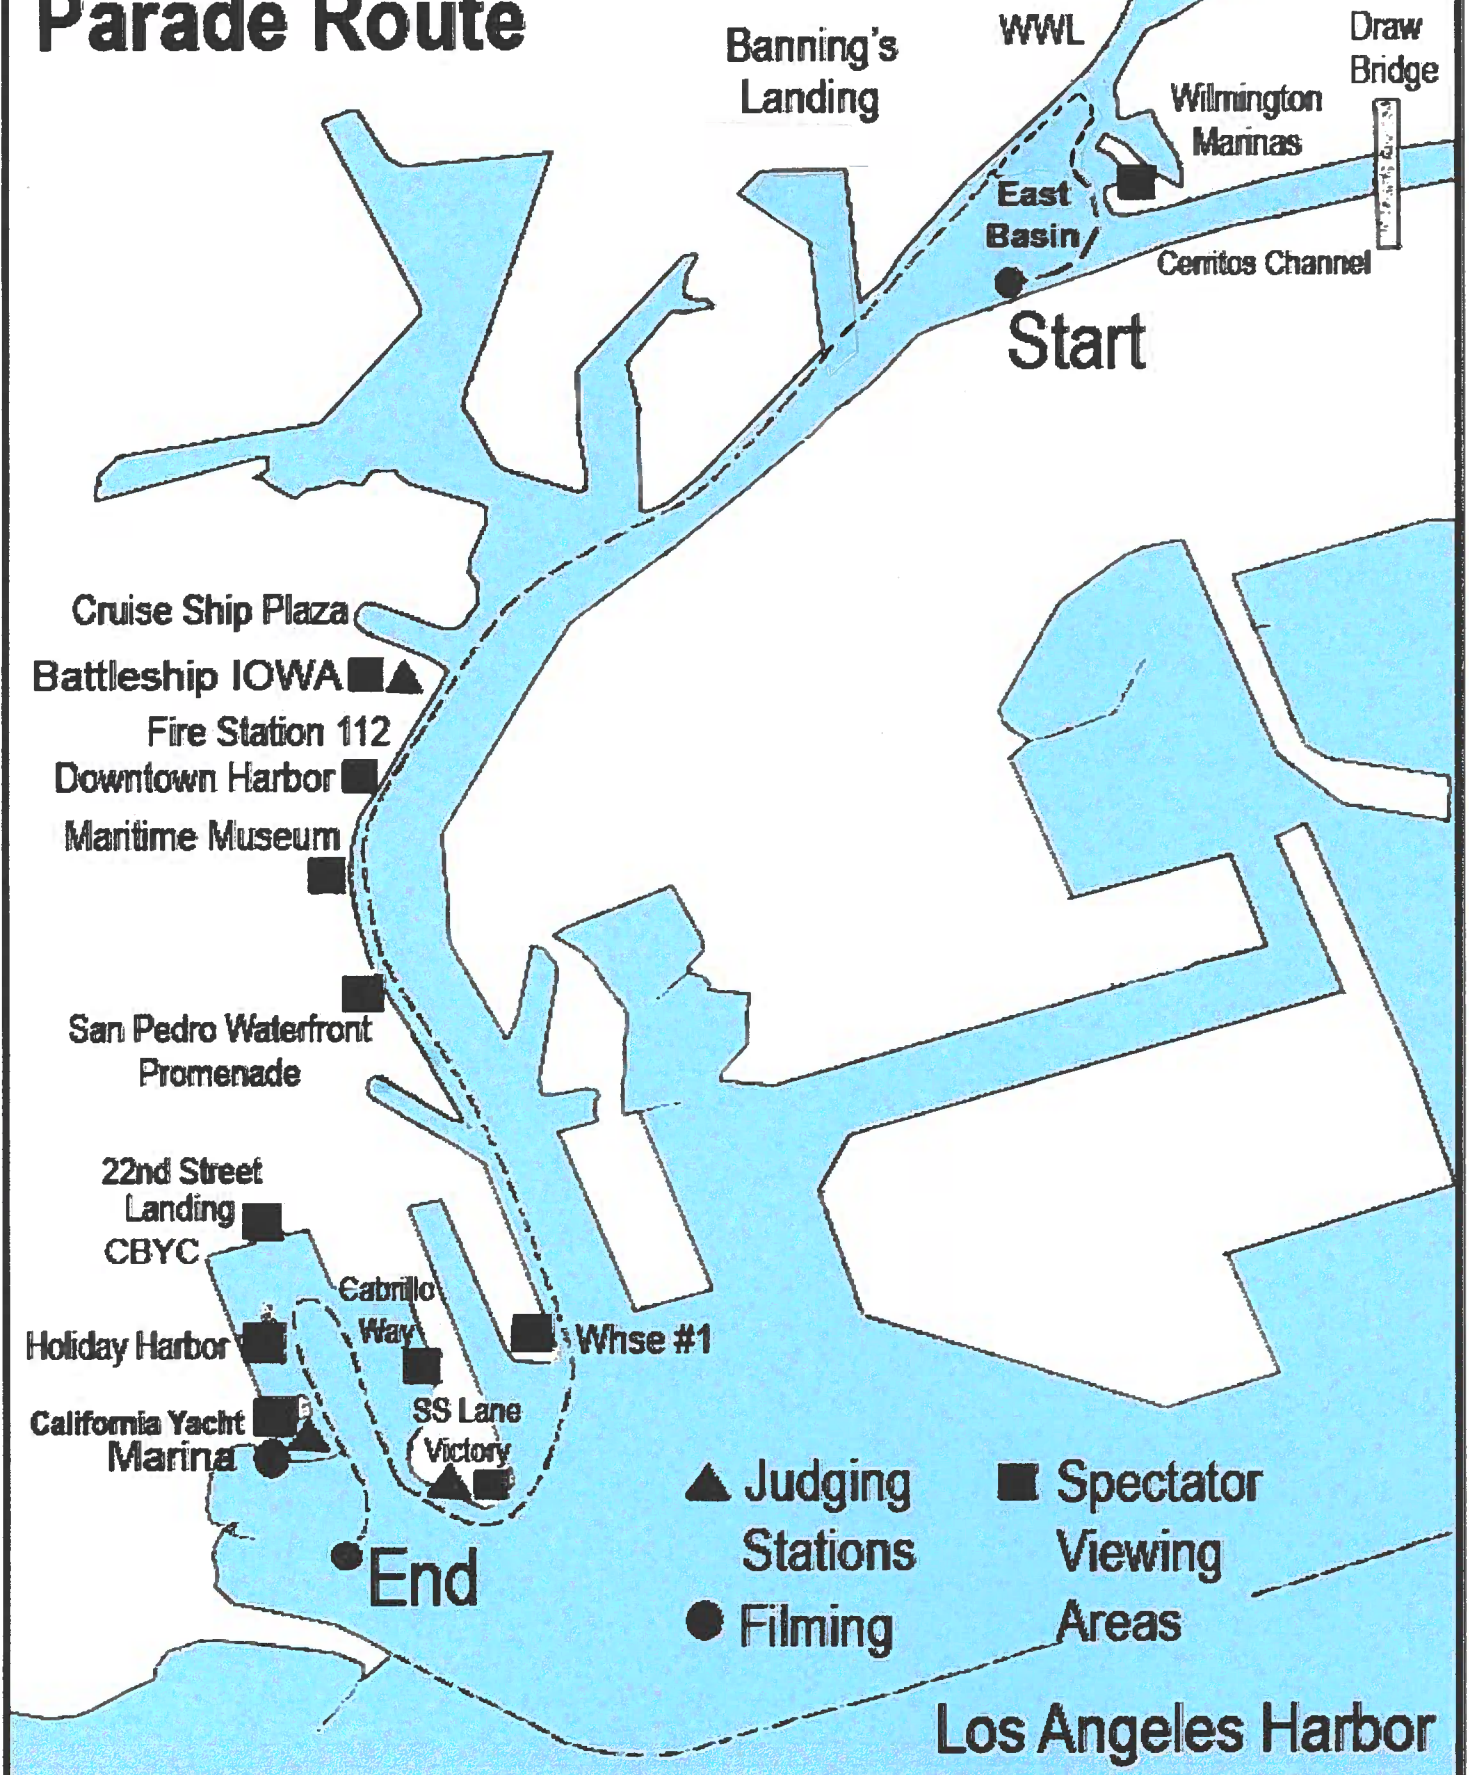 Parade Route
Banning's
Landing
WWL
Draw
Bridge
Wilmington
Marinas
East
Basin
Cerritos Channel
Start
Cruise Ship Plaza
Battleship IOWA
Fire Station 112
Downtown Harbor
Maritime Museum
San Pedro Waterfront
Promenade
22nd Street
Landing
CBYC
Cabrillo
Way
Holiday Harbor
Whse #1
California Yacht
Marina
SS Lane
Victory
End
Judging
Stations
Filming
Spectator
Viewing
Areas
Los Angeles Harbor